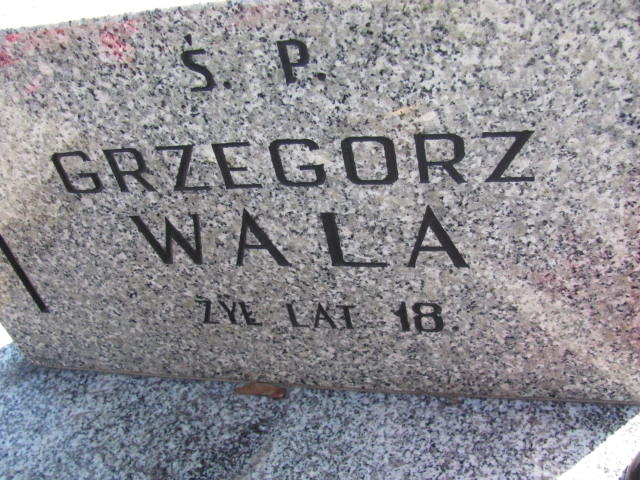 Ś. P.
GRZEGORZ
WALA
ŻYŁ LAT 18.